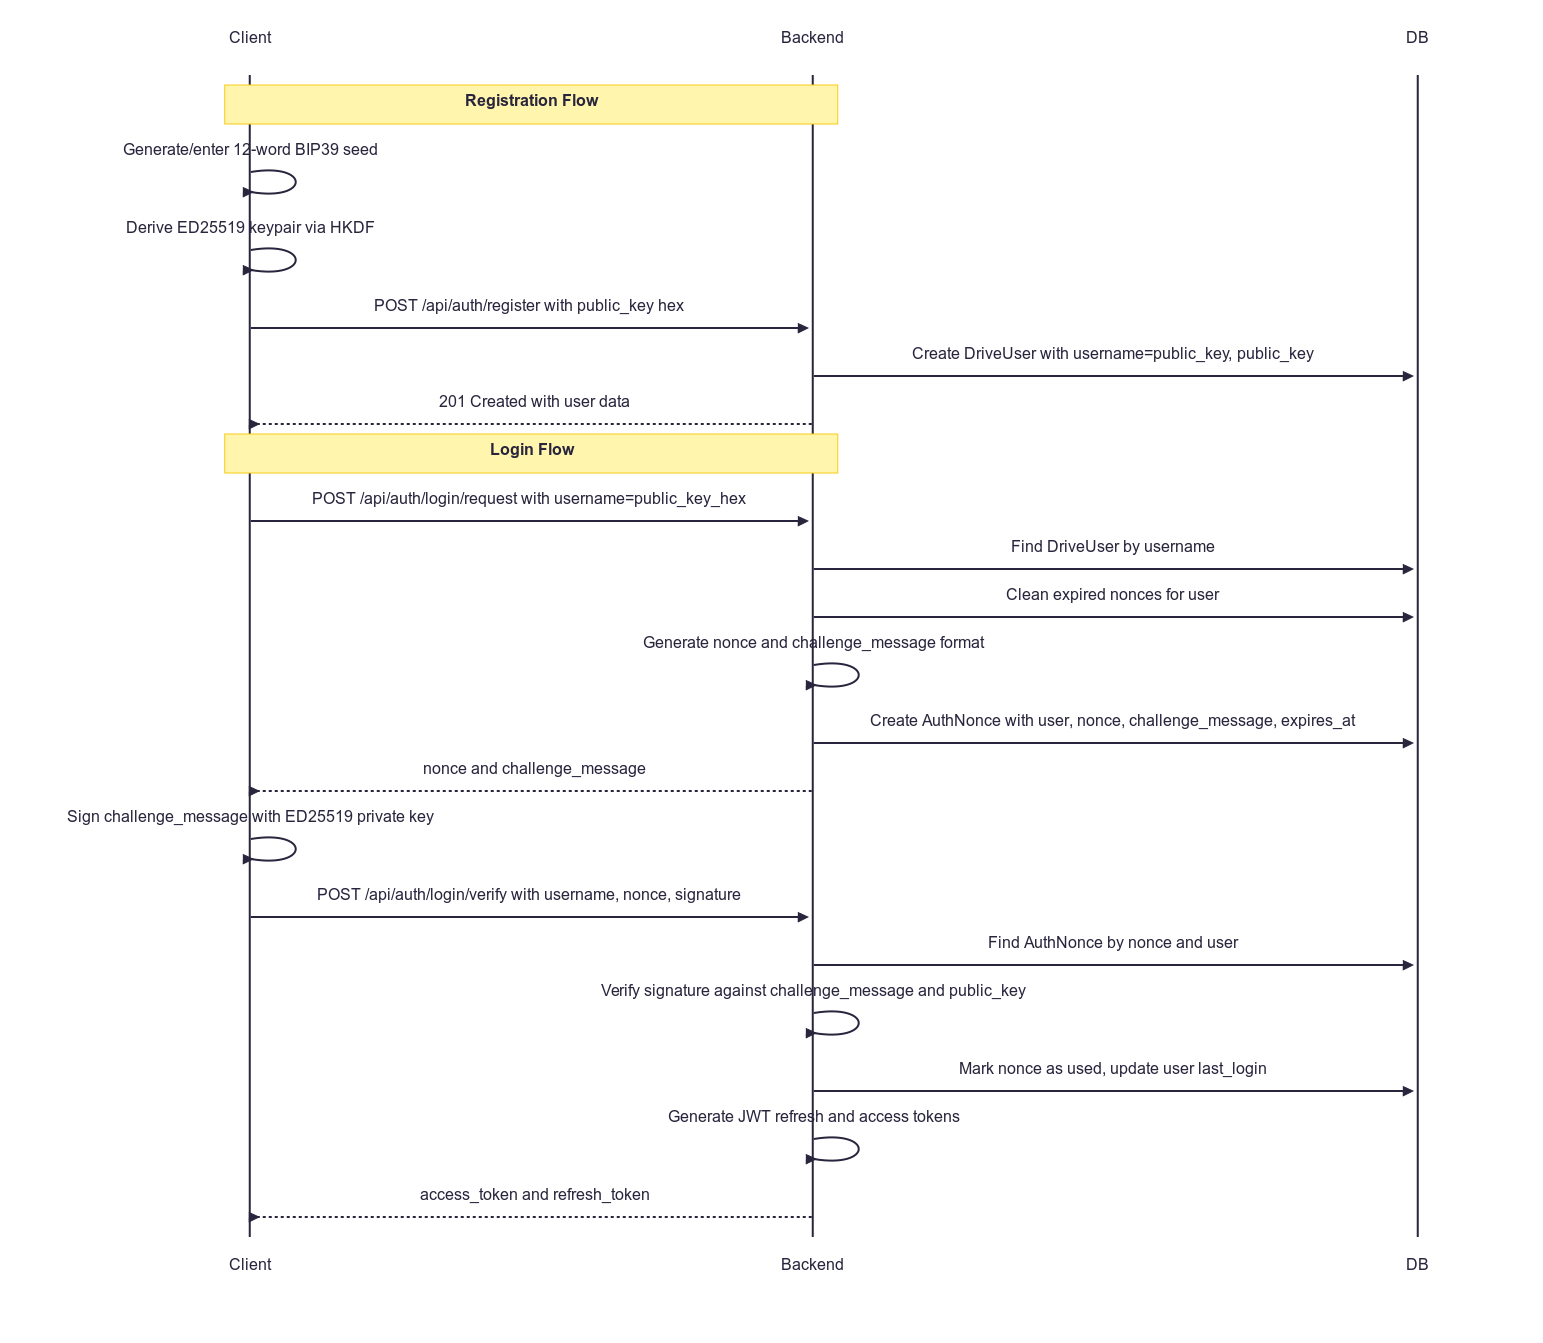 Client
Backend
DB
Registration Flow
Generate/enter 12-word BIP39 seed
Derive ED25519 keypair via HKDF
POST /api/auth/register with public_key hex
Create DriveUser with username=public_key, public_key
201 Created with user data
Login Flow
POST /api/auth/login/request with username=public_key_hex
Find DriveUser by username
Clean expired nonces for user
Generate nonce and challenge_message format
Create AuthNonce with user, nonce, challenge_message, expires_at
nonce and challenge_message
Sign challenge_message with ED25519 private key
POST /api/auth/login/verify with username, nonce, signature
Find AuthNonce by nonce and user
Verify signature against challenge_message and public_key
Mark nonce as used, update user last_login
Generate JWT refresh and access tokens
access_token and refresh_token
Client
Backend
DB